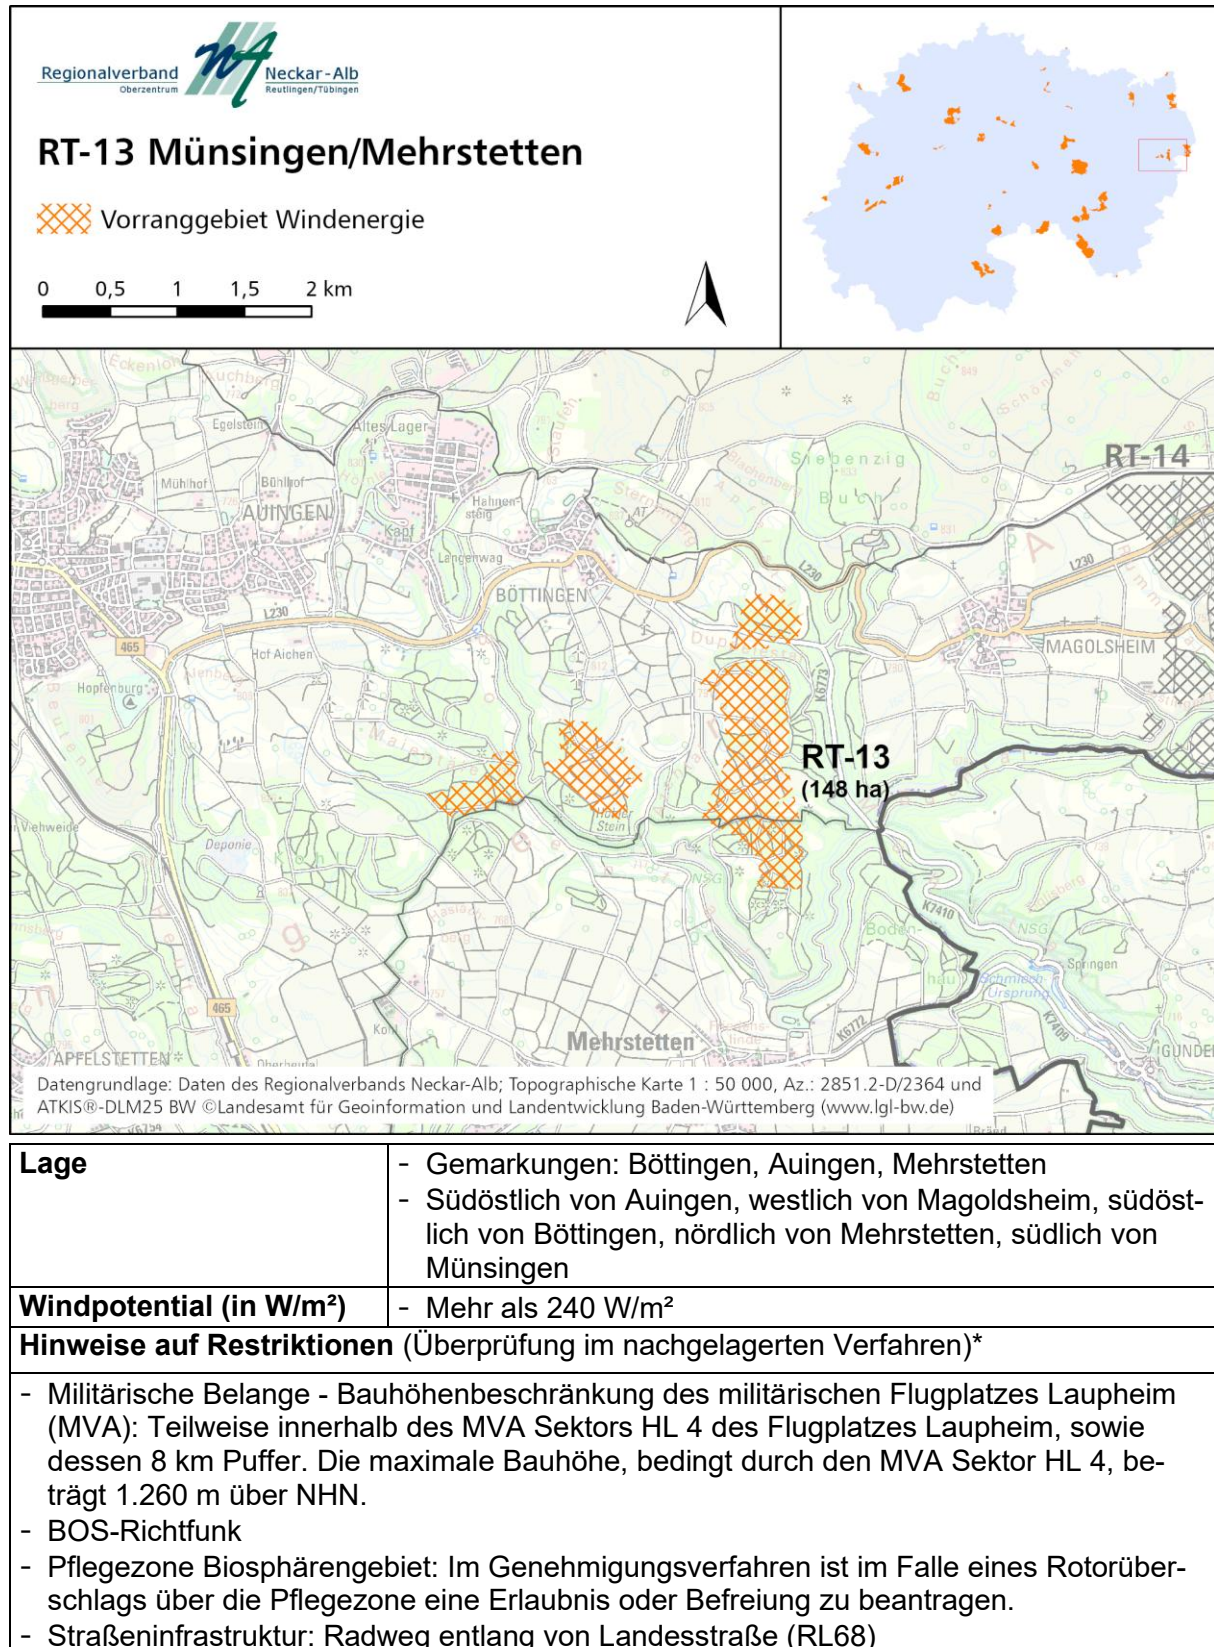 Regionalverband
Oberzentrum
Neckar-Alb
Reutlingen/Tübingen
RT-13 Münsingen/Mehrstetten
Vorranggebiet Windenergie
0 0,5 1 1,5 2 km
Eckenloh
Auchberg
Egelstein
Altes Lager
Mühlhof
Bühlhof
AUINGEN
Hahnen-
steig
Kapf
Langenwag
BÖTTINGEN
Siebenzig
Buch
RT-14
L230
L230
L230
465
Hof Aichen
Hopfenburg
MAGOLSHEIM
K6773
RT-13
(148 ha)
Stein
Viehweide
Deponie
Kohl
NSG
K7410
NSG
Boden-
hau
Springen
Schmiech-
Ursprung
K7409
465
K6772
Mehrstetten
APFELSTETTEN
Oberheutal
Datengrundlage: Daten des Regionalverbands Neckar-Alb; Topographische Karte 1 : 50 000, Az.: 2851.2-D/2364 und
ATKIS®-DLM25 BW ©Landesamt für Geoinformation und Landentwicklung Baden-Württemberg (www.lgl-bw.de)
K6754
Lage
- Gemarkungen: Böttingen, Auingen, Mehrstetten
- Südöstlich von Auingen, westlich von Magoldsheim, südöst-
lich von Böttingen, nördlich von Mehrstetten, südlich von
Münsingen
Windpotential (in W/m²)
- Mehr als 240 W/m²
Hinweise auf Restriktionen (Überprüfung im nachgelagerten Verfahren)*
- Militärische Belange - Bauhöhenbeschränkung des militärischen Flugplatzes Laupheim
(MVA): Teilweise innerhalb des MVA Sektors HL 4 des Flugplatzes Laupheim, sowie
dessen 8 km Puffer. Die maximale Bauhöhe, bedingt durch den MVA Sektor HL 4, be-
trägt 1.260 m über NHN.
- BOS-Richtfunk
- Pflegezone Biosphärengebiet: Im Genehmigungsverfahren ist im Falle eines Rotorüber-
schlags über die Pflegezone eine Erlaubnis oder Befreiung zu beantragen.
- Straßeninfrastruktur: Radweg entlang von Landesstraße (RL68)